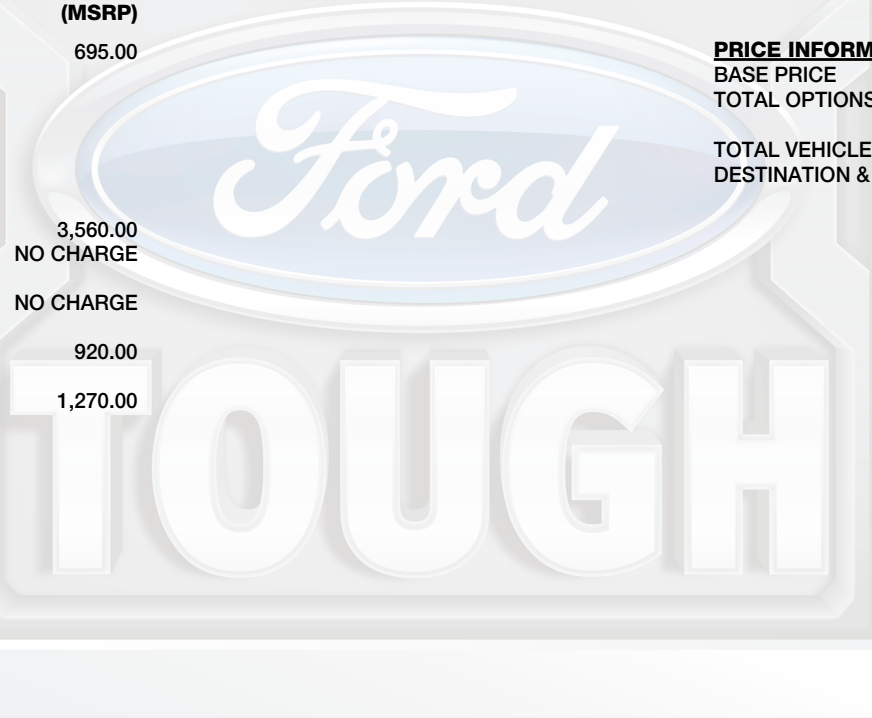 (MSRP)
695.00
3,560.00
NO CHARGE
NO CHARGE
920.00
1,270.00
PRICE INFORM
BASE PRICE
TOTAL OPTIONS
TOTAL VEHICLE
DESTINATION &
Ford
TOUGH